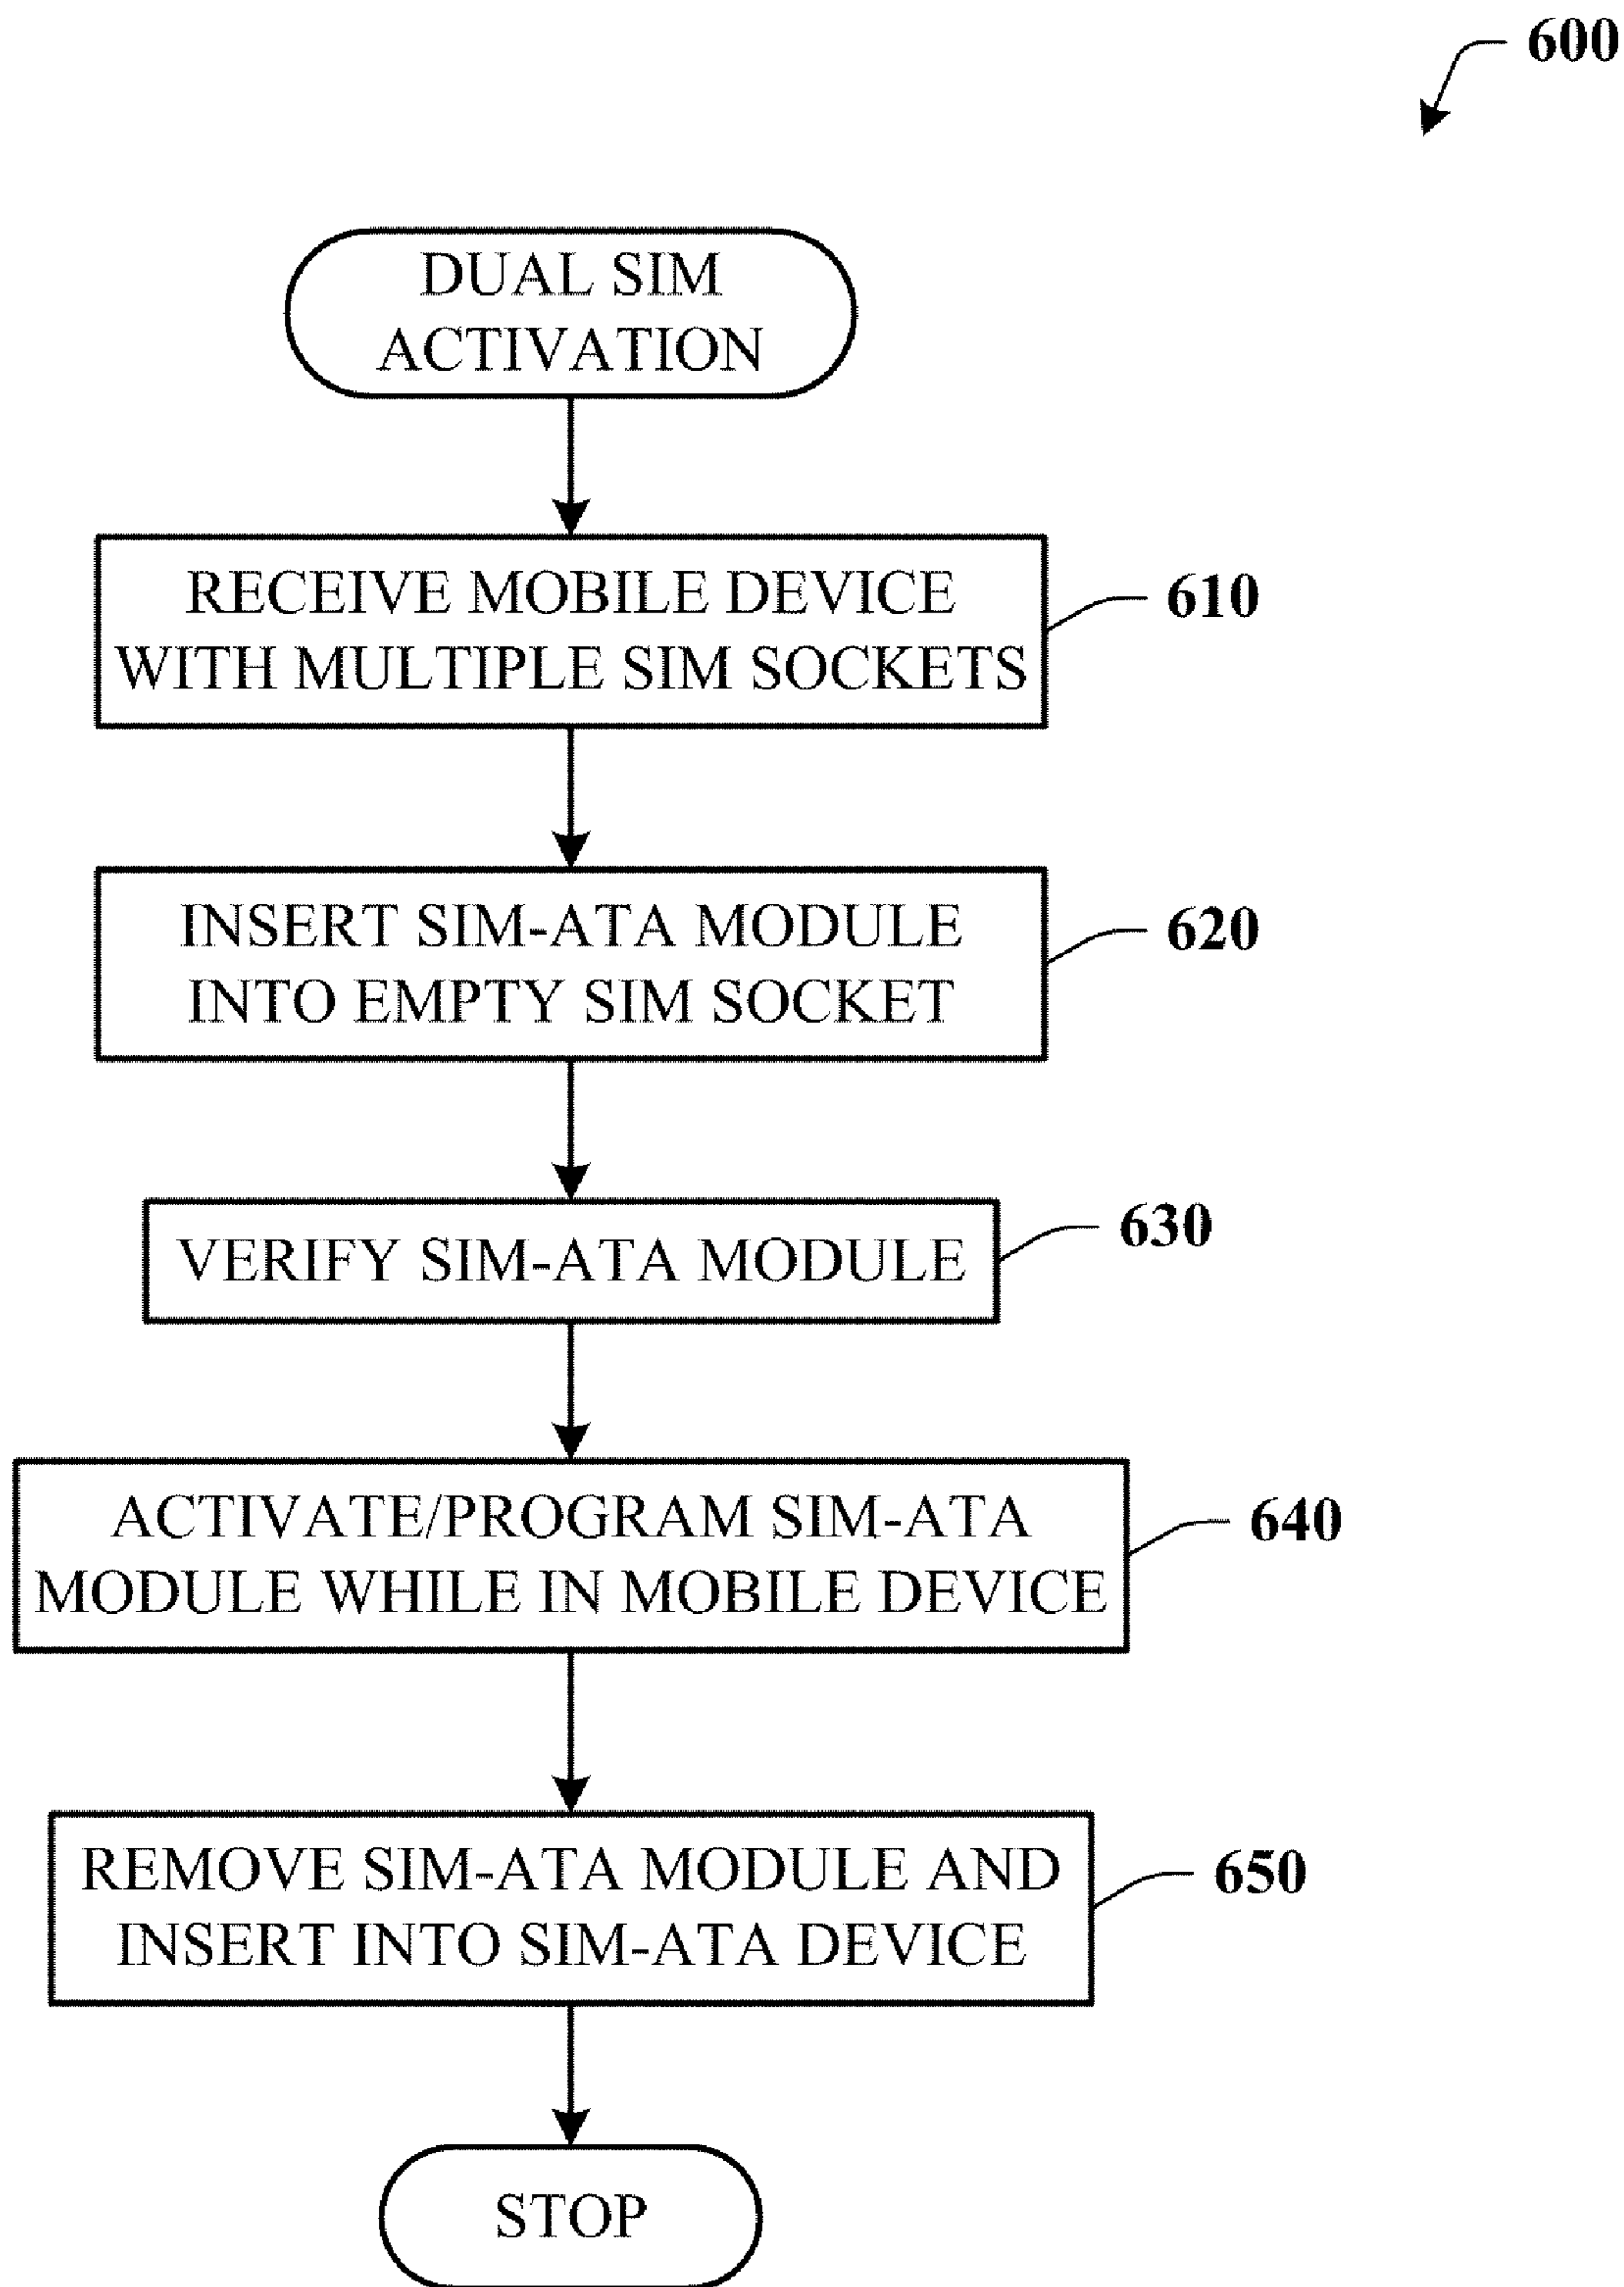 600
DUAL SIM
ACTIVATION
RECEIVE MOBILE DEVICE
WITH MULTIPLE SIM SOCKETS
610
INSERT SIM-ATA MODULE
INTO EMPTY SIM SOCKET
620
VERIFY SIM-ATA MODULE
630
ACTIVATE/PROGRAM SIM-ATA
MODULE WHILE IN MOBILE DEVICE
640
REMOVE SIM-ATA MODULE AND
INSERT INTO SIM-ATA DEVICE
650
STOP